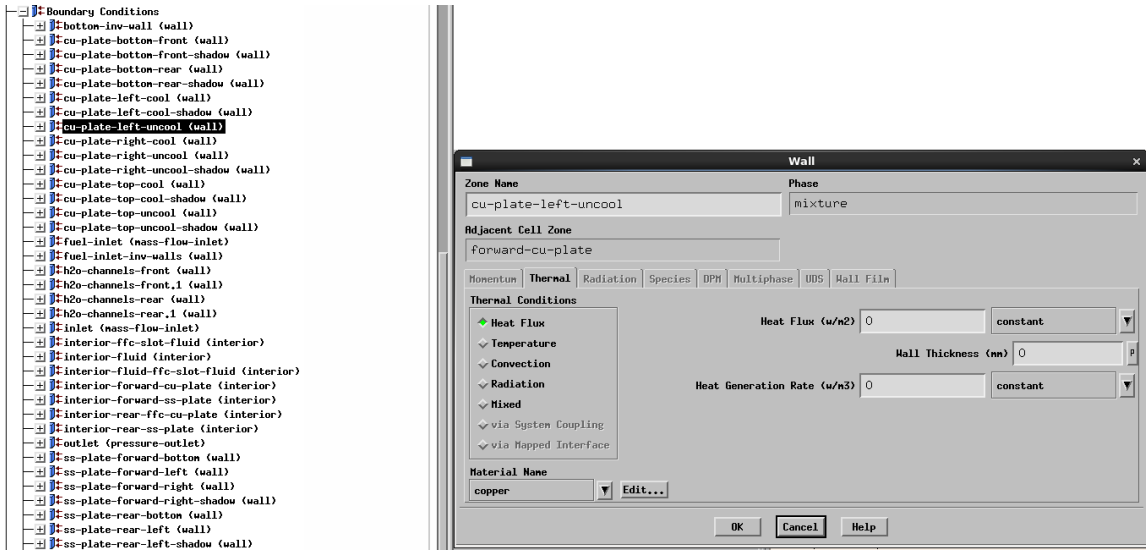 Boundary Conditions
bottom-inv-wall (wall)
cu-plate-bottom-front (wall)
cu-plate-bottom-front-shadow (wall)
cu-plate-bottom-rear (wall)
cu-plate-bottom-rear-shadow (wall)
cu-plate-left-cool (wall)
cu-plate-left-cool-shadow (wall)
cu-plate-left-uncool (wall)
cu-plate-right-cool (wall)
cu-plate-right-uncool (wall)
cu-plate-right-uncool-shadow (wall)
cu-plate-top-cool (wall)
cu-plate-top-cool-shadow (wall)
cu-plate-top-uncool (wall)
cu-plate-top-uncool-shadow (wall)
fuel-inlet (mass-flow-inlet)
fuel-inlet-inv-walls (wall)
h2o-channels-front (wall)
h2o-channels-front.1 (wall)
h2o-channels-rear (wall)
h2o-channels-rear.1 (wall)
inlet (mass-flow-inlet)
interior-ffc-slot-fluid (interior)
interior-fluid (interior)
interior-fluid-ffc-slot-fluid (interior)
interior-forward-cu-plate (interior)
interior-forward-ss-plate (interior)
interior-rear-ffc-cu-plate (interior)
interior-rear-ss-plate (interior)
outlet (pressure-outlet)
ss-plate-forward-bottom (wall)
ss-plate-forward-left (wall)
ss-plate-forward-right (wall)
ss-plate-forward-right-shadow (wall)
ss-plate-rear-bottom (wall)
ss-plate-rear-left (wall)
ss-plate-rear-left-shadow (wall)
Wall
Zone Name
Phase
cu-plate-left-uncool
mixture
Adjacent Cell Zone
forward-cu-plate
Momentum Thermal Radiation Species DPM Multiphase UDS Wall Film
Thermal Conditions
Heat Flux
Temperature
Convection
Radiation
Mixed
via System Coupling
via Mapped Interface
Heat Flux (w/m2) 0 constant
Wall Thickness (mm) 0 P
Heat Generation Rate (w/m3) 0 constant
Material Name
copper Edit...
OK Cancel Help